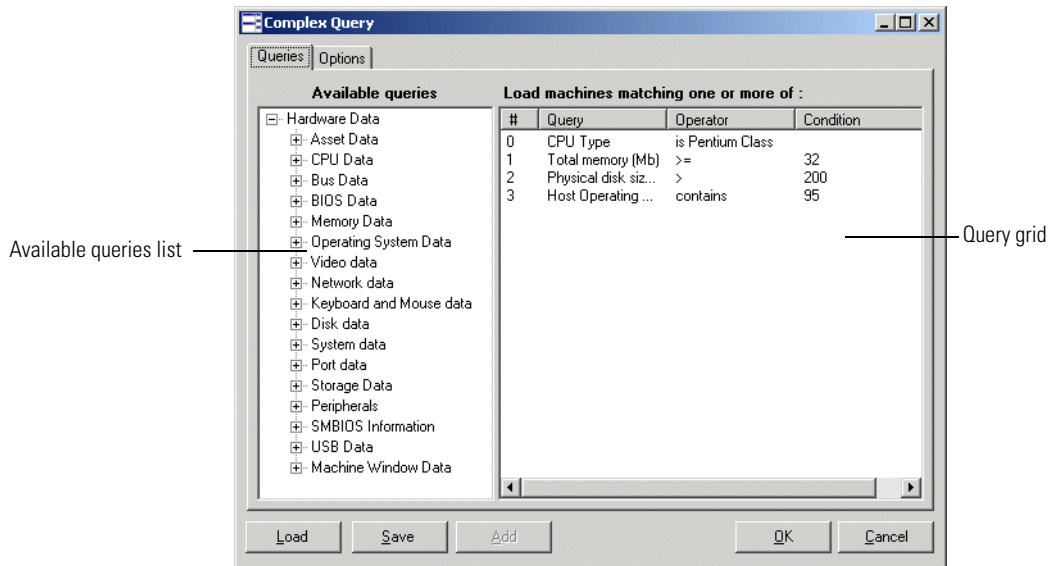 Complex Query
Queries Options
Available queries
Hardware Data
Asset Data
CPU Data
Bus Data
BIOS Data
Memory Data
Operating System Data
Video data
Network data
Keyboard and Mouse data
Disk data
System data
Port data
Storage Data
Peripherals
SMBIOS Information
USB Data
Machine Window Data
Load machines matching one or more of :
# Query Operator Condition
0 CPU Type is Pentium Class
1 Total memory (Mb) >= 32
2 Physical disk siz... > 200
3 Host Operating ... contains 95
Available queries list
Query grid
Load Save Add OK Cancel